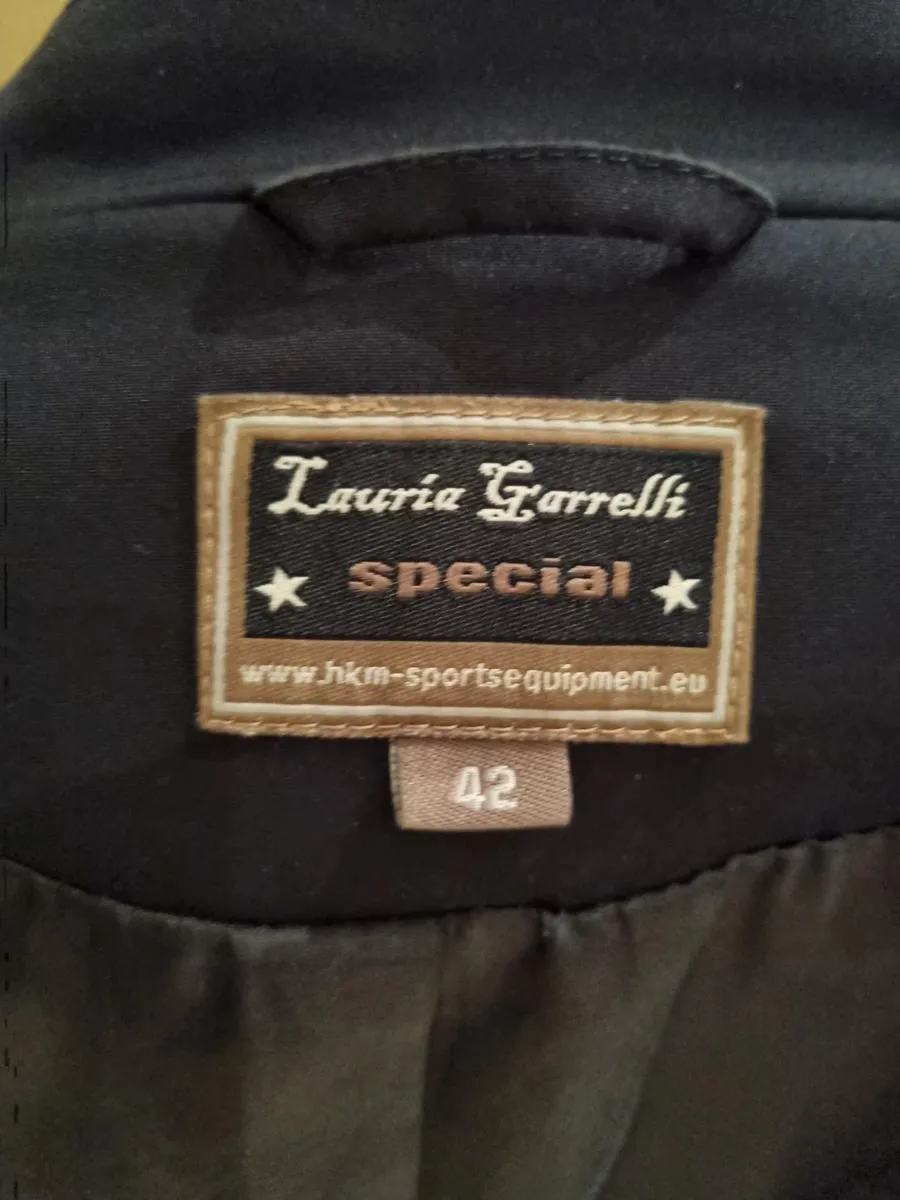 Lauria Garrelli
special
www.hkm-sportsequipment.eu
42